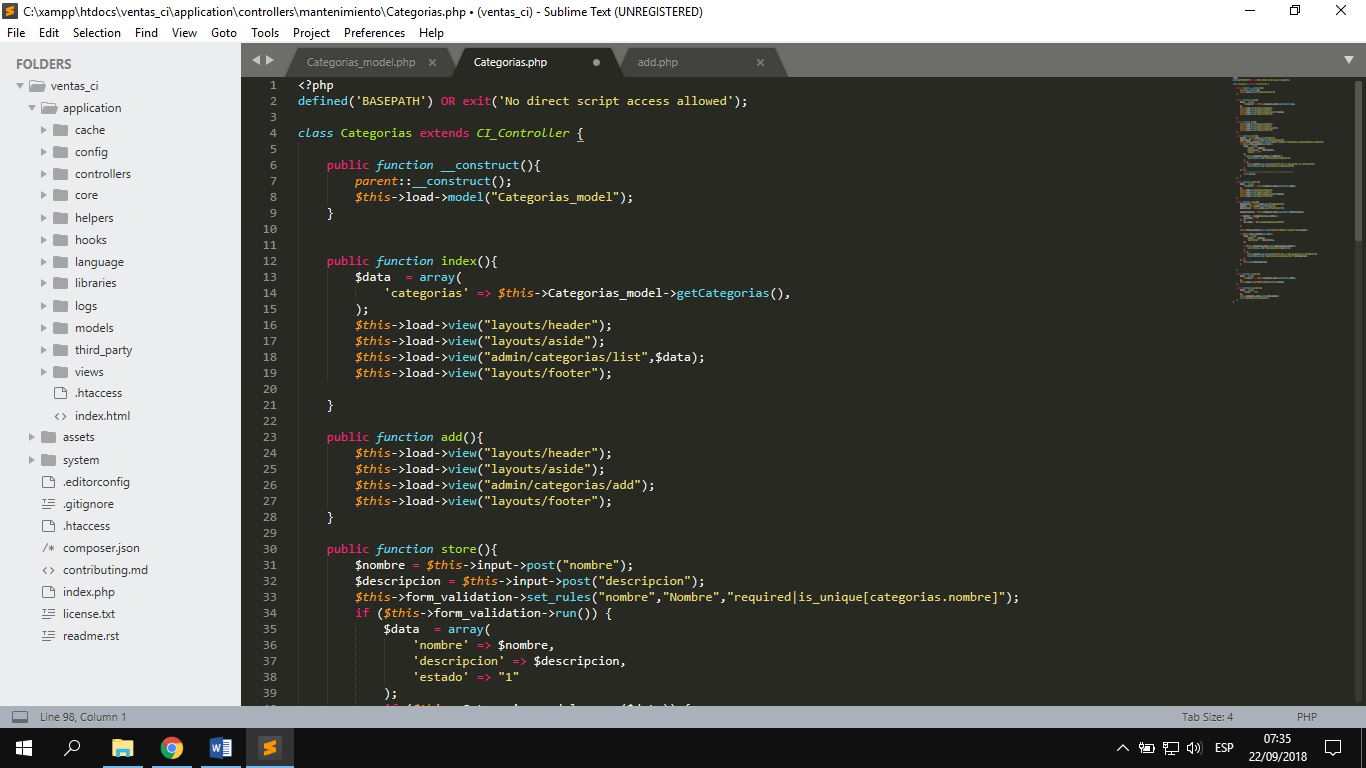 C:\xampp\htdocs\ventas_ci\application\controllers\mantenimiento\Categorias.php • (ventas_ci) - Sublime Text (UNREGISTERED)
File Edit Selection Find View Goto Tools Project Preferences Help
FOLDERS
ventas_ci
application
cache
config
controllers
core
helpers
hooks
language
libraries
logs
models
third_party
views
.htaccess
index.html
assets
system
.editorconfig
.gitignore
.htaccess
composer.json
contributing.md
index.php
license.txt
readme.rst
Categorias_model.php Categorias.php add.php
1 <?php
2 defined('BASEPATH') OR exit('No direct script access allowed');
3
4 class Categorias extends CI_Controller {
5
6 public function __construct(){
7 parent::__construct();
8 $this->load->model("Categorias_model");
9 }
10
11
12 public function index(){
13 $data  = array(
14 'categorias' => $this->Categorias_model->getCategorias(),
15 );
16 $this->load->view("layouts/header");
17 $this->load->view("layouts/aside");
18 $this->load->view("admin/categorias/list",$data);
19 $this->load->view("layouts/footer");
20
21 }
22
23 public function add(){
24 $this->load->view("layouts/header");
25 $this->load->view("layouts/aside");
26 $this->load->view("admin/categorias/add");
27 $this->load->view("layouts/footer");
28 }
29
30 public function store(){
31 $nombre = $this->input->post("nombre");
32 $descripcion = $this->input->post("descripcion");
33 $this->form_validation->set_rules("nombre","Nombre","required|is_unique[categorias.nombre]");
34 if ($this->form_validation->run()) {
35 $data  = array(
36 'nombre' => $nombre,
37 'descripcion' => $descripcion,
38 'estado' => "1"
39 );
Line 98, Column 1
Tab Size: 4
PHP
ESP
07:35
22/09/2018